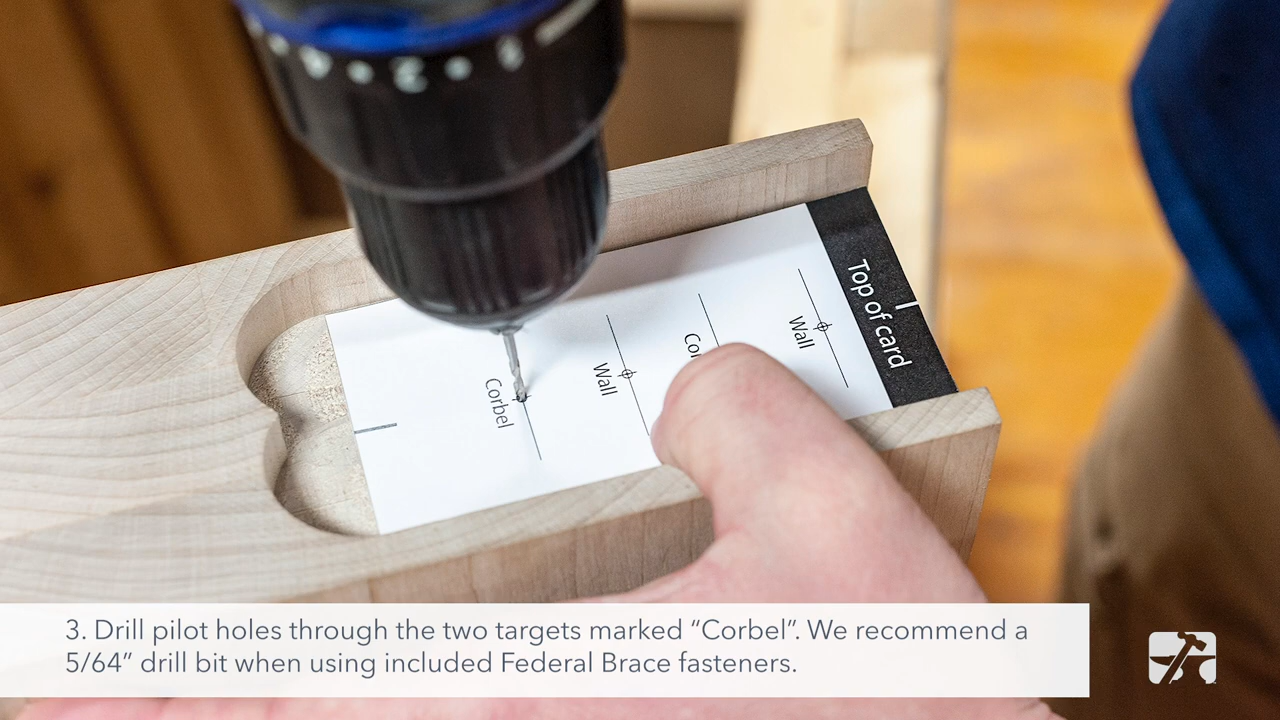 2
Top of card
Wall
Wall
Corbel
3. Drill pilot holes through the two targets marked “Corbel”. We recommend a
5/64” drill bit when using included Federal Brace fasteners.